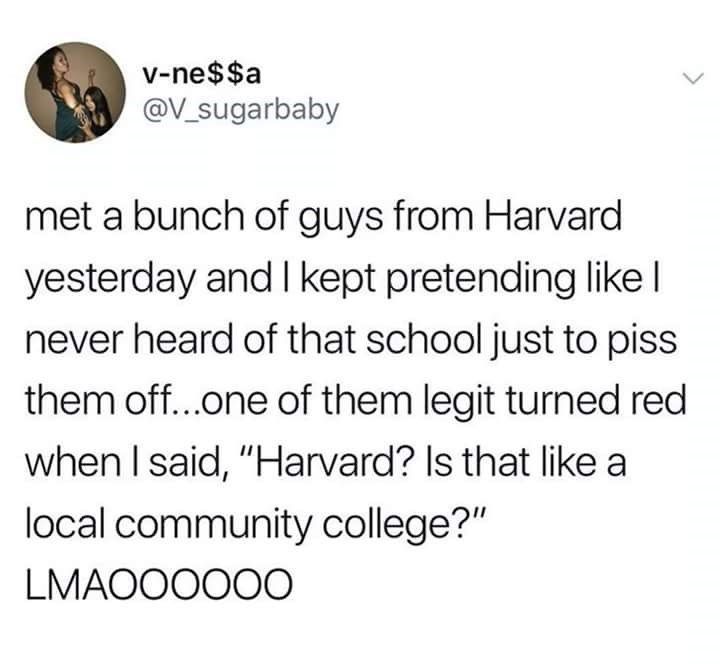 v-ne$$a
@V_sugarbaby
met a bunch of guys from Harvard
yesterday and I kept pretending like I
never heard of that school just to piss
them off...one of them legit turned red
when I said, "Harvard? Is that like a
local community college?"
LMAOOOOOO